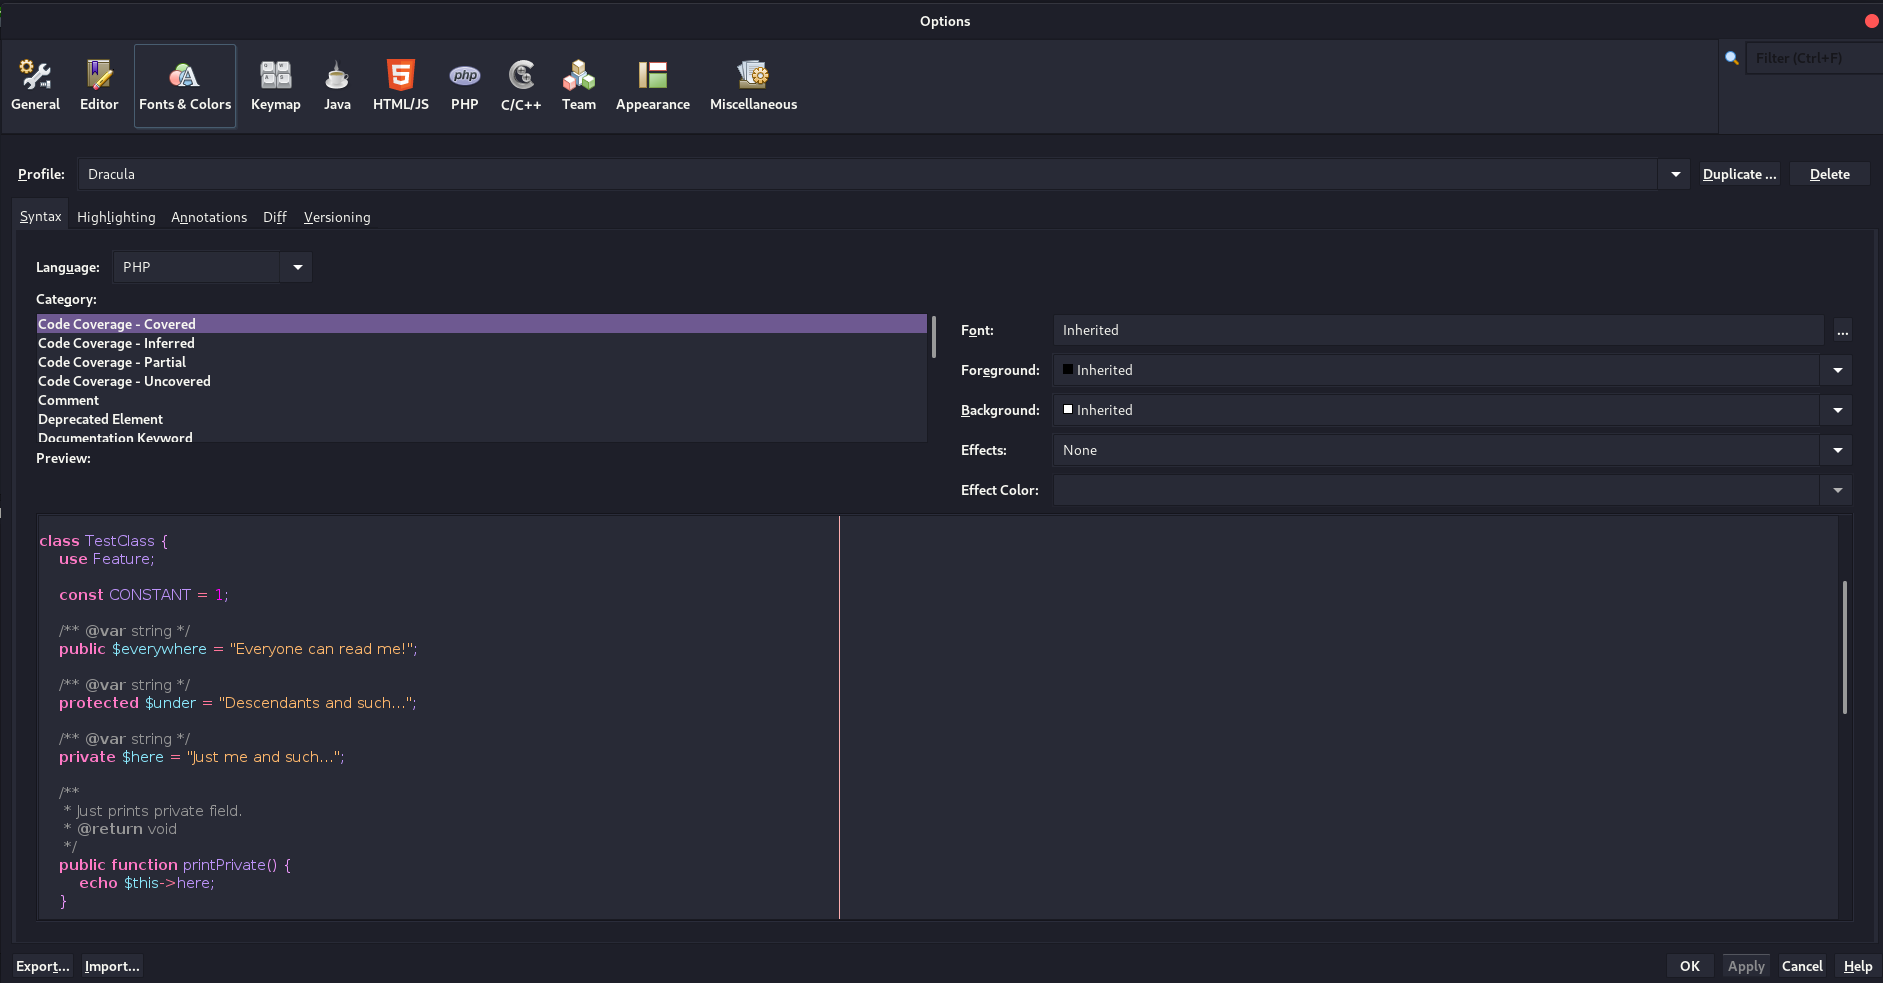 Options
General Editor Fonts & Colors Keymap Java HTML/JS PHP C/C++ Team Appearance Miscellaneous
Filter (Ctrl+F)
Profile: Dracula Duplicate ... Delete
Syntax Highlighting Annotations Diff Versioning
Language: PHP
Category:
Code Coverage - Covered
Code Coverage - Inferred
Code Coverage - Partial
Code Coverage - Uncovered
Comment
Deprecated Element
Documentation Keyword
Font: Inherited ...
Foreground: Inherited
Background: Inherited
Effects: None
Effect Color:
Preview:
class TestClass {
use Feature;
const CONSTANT = 1;
/** @var string */
public $everywhere = "Everyone can read me!";
/** @var string */
protected $under = "Descendants and such...";
/** @var string */
private $here = "Just me and such...";
/**
* Just prints private field.
* @return void
*/
public function printPrivate() {
echo $this->here;
}
Export... Import... OK Apply Cancel Help